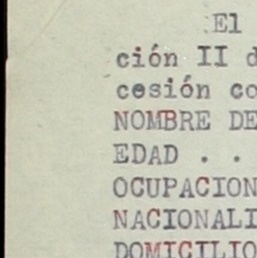 El
ción II d
cesión co
NOMBRE DE
EDAD . .
OCUPACION
NACIONALI
DOMICILIO